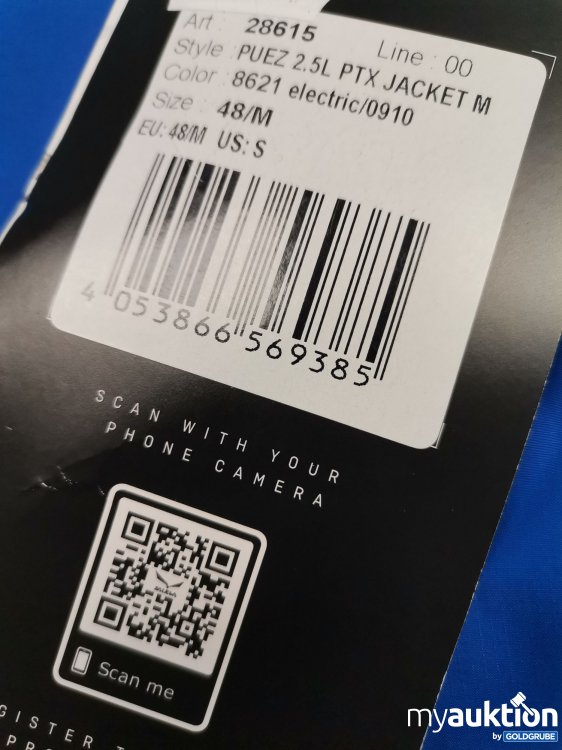 Art : 28615 Line : 00
Style : PUEZ 2.5L PTX JACKET M
Color : 8621 electric/0910
Size : 48/M
EU: 48/M US: S
4 053866 569385
SCAN WITH YOUR
PHONE CAMERA
SALEWA
Scan me
myauktion
by GOLDGRUBE